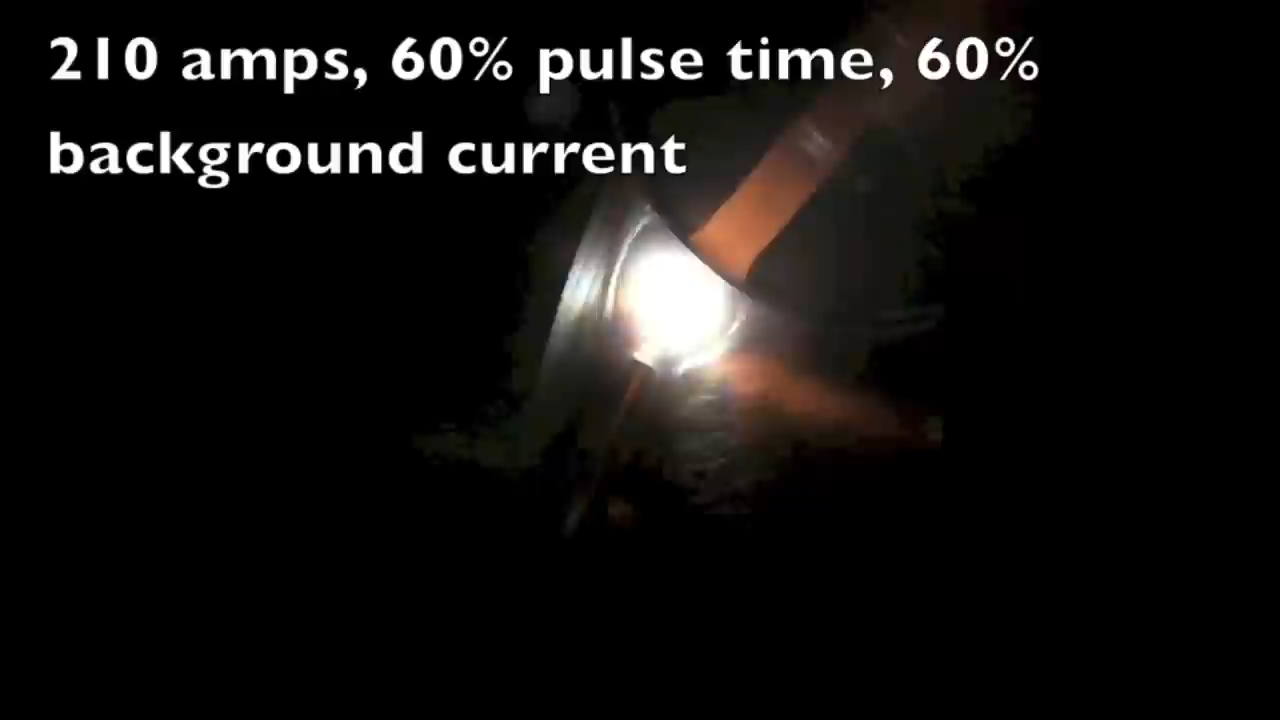 210 amps, 60% pulse time, 60%
background current